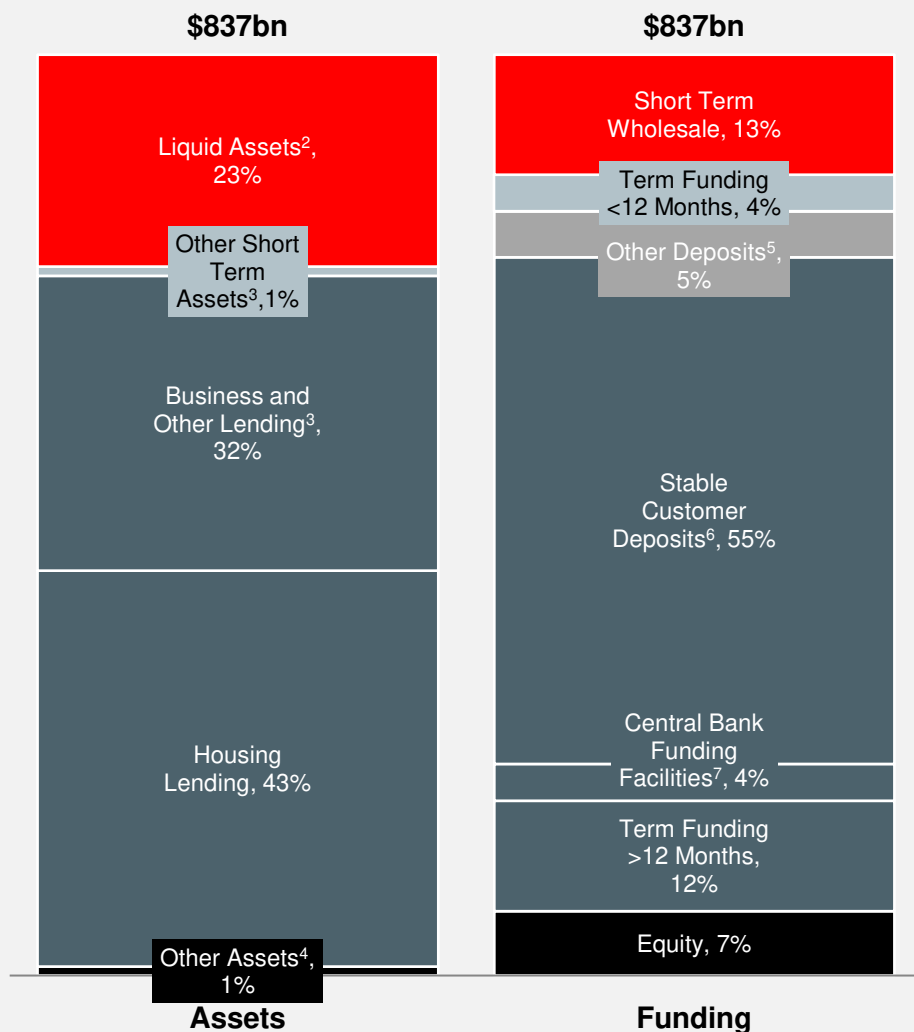 $837bn
Liquid Assets²,
23%
Other Short
Term
Assets³,1%
Business and
Other Lending³,
32%
Housing
Lending, 43%
Other Assets⁴,
1%
Assets
$837bn
Short Term
Wholesale, 13%
Term Funding
<12 Months, 4%
Other Deposits⁵,
5%
Stable
Customer
Deposits⁶, 55%
Central Bank
Funding
Facilities⁷, 4%
Term Funding
>12 Months,
12%
Equity, 7%
Funding